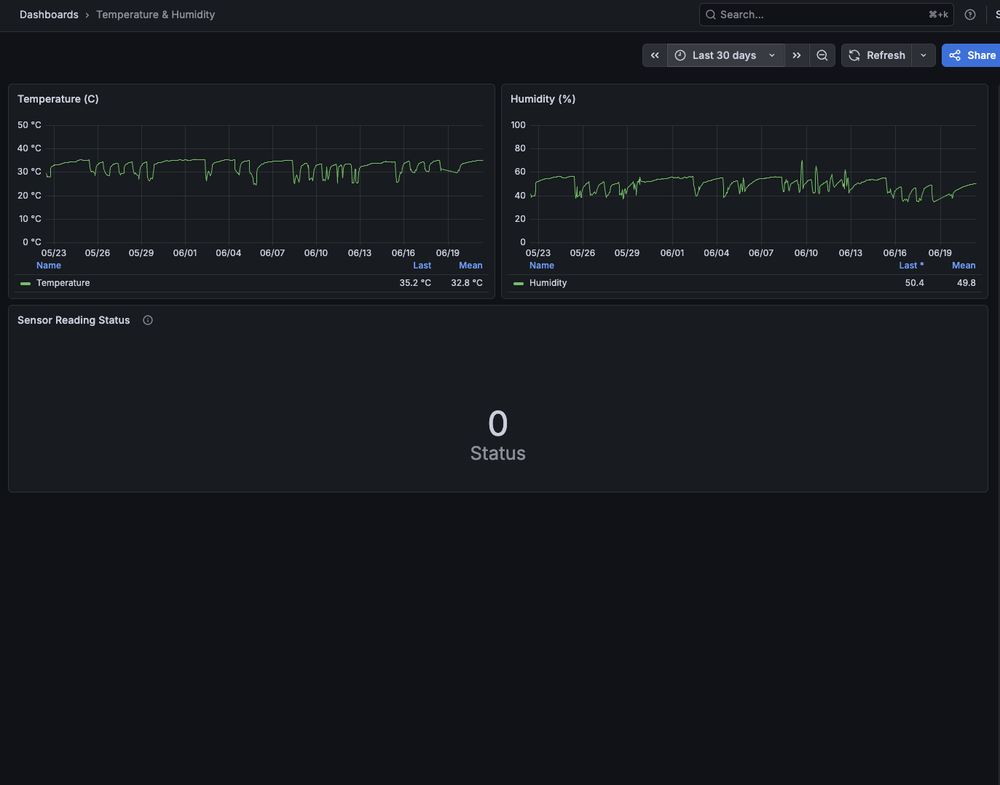 Dashboards › Temperature & Humidity
Search...
⌘+k
Last 30 days
Refresh
Share
Temperature (C)
50 °C
40 °C
30 °C
20 °C
10 °C
0 °C
05/23 05/26 05/29 06/01 06/04 06/07 06/10 06/13 06/16 06/19
Name Last Mean
Temperature 35.2 °C 32.8 °C
Humidity (%)
100
80
60
40
20
0
05/23 05/26 05/29 06/01 06/04 06/07 06/10 06/13 06/16 06/19
Name Last * Mean
Humidity 50.4 49.8
Sensor Reading Status
0
Status